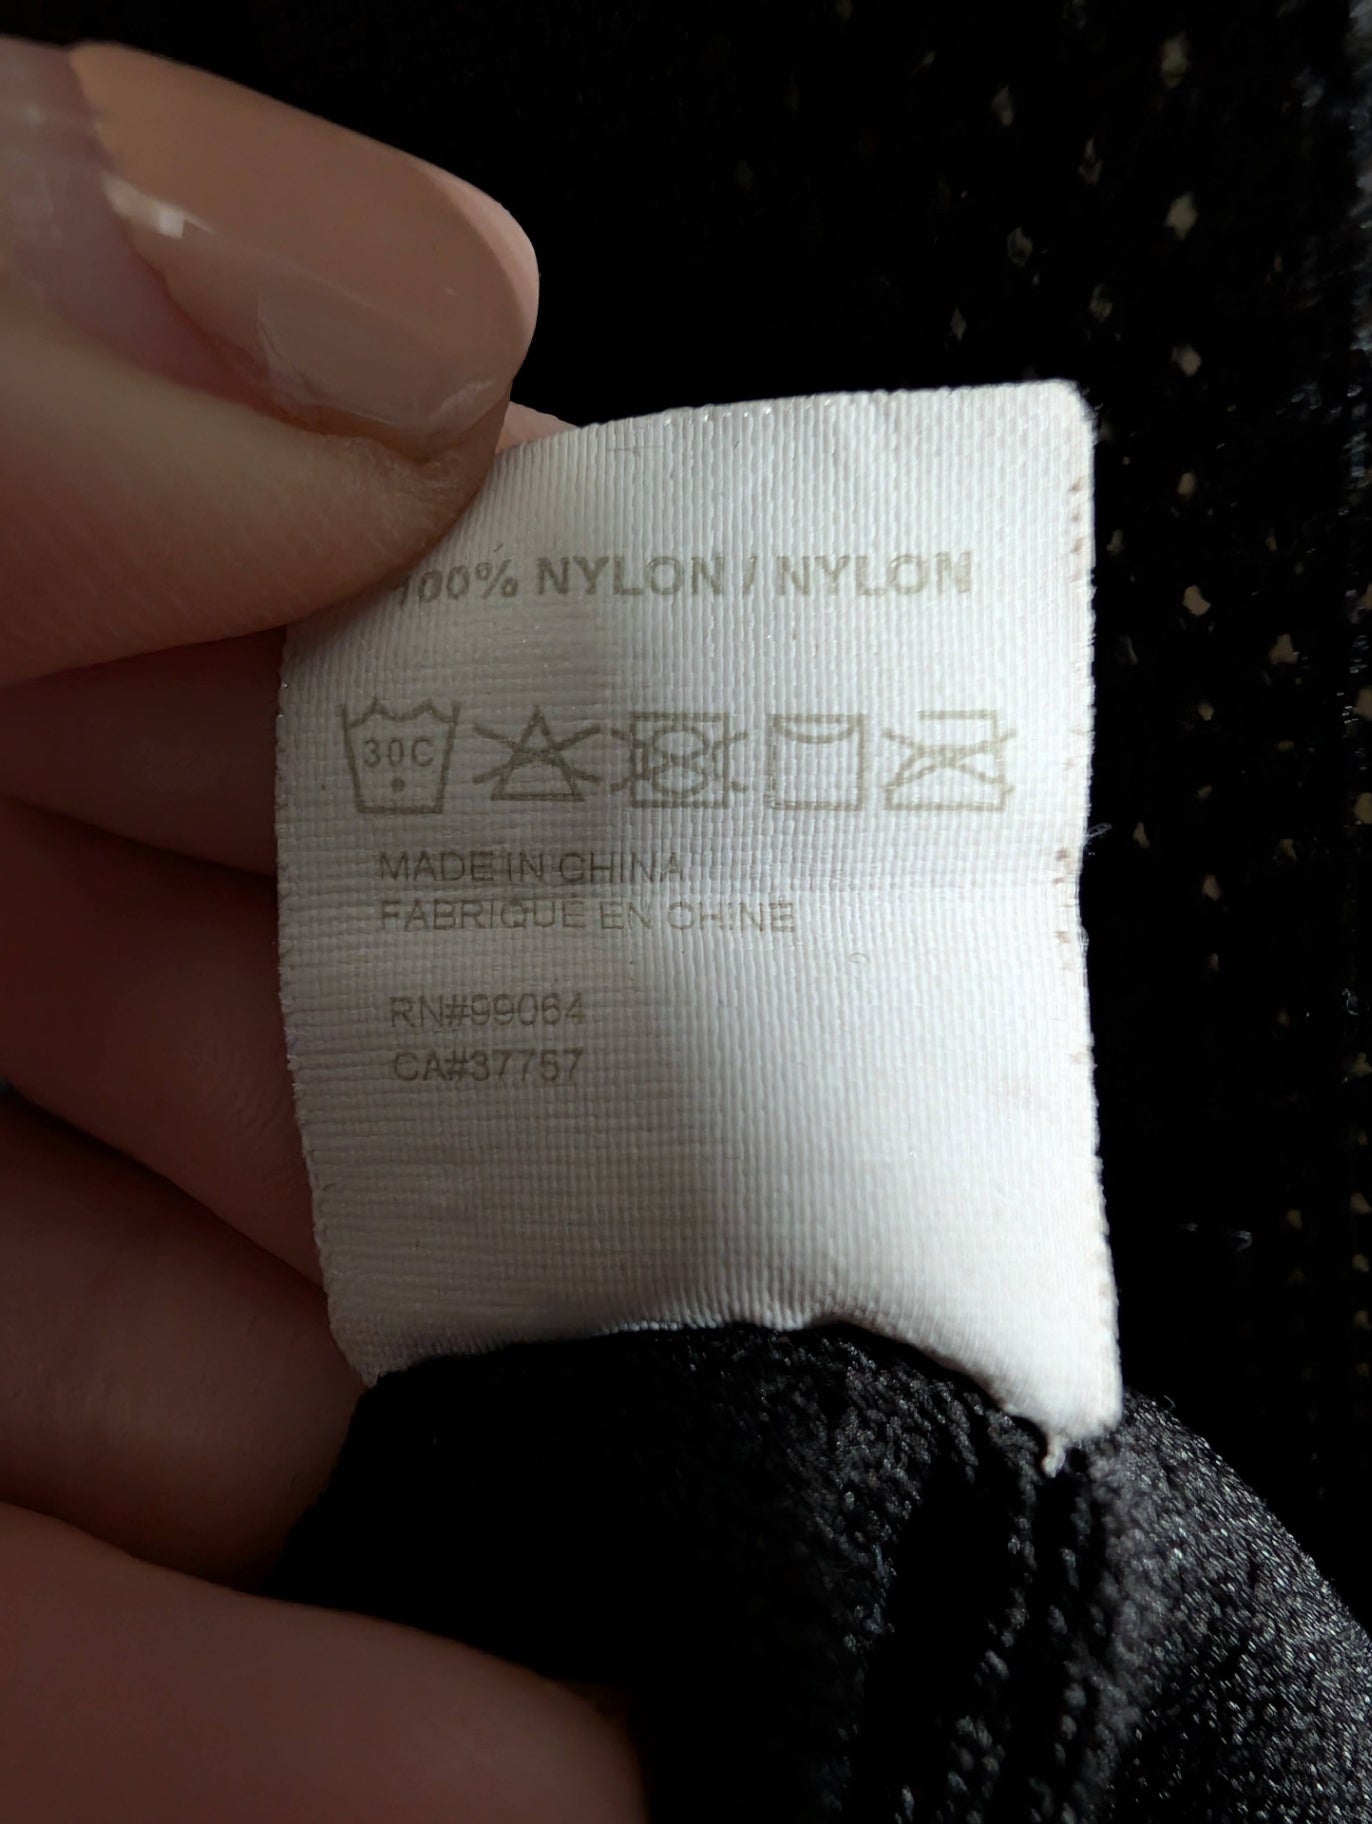 100% NYLON / NYLON
30C
MADE IN CHINA
FABRIQUÉ EN CHINE
RN#99064
CA#37757